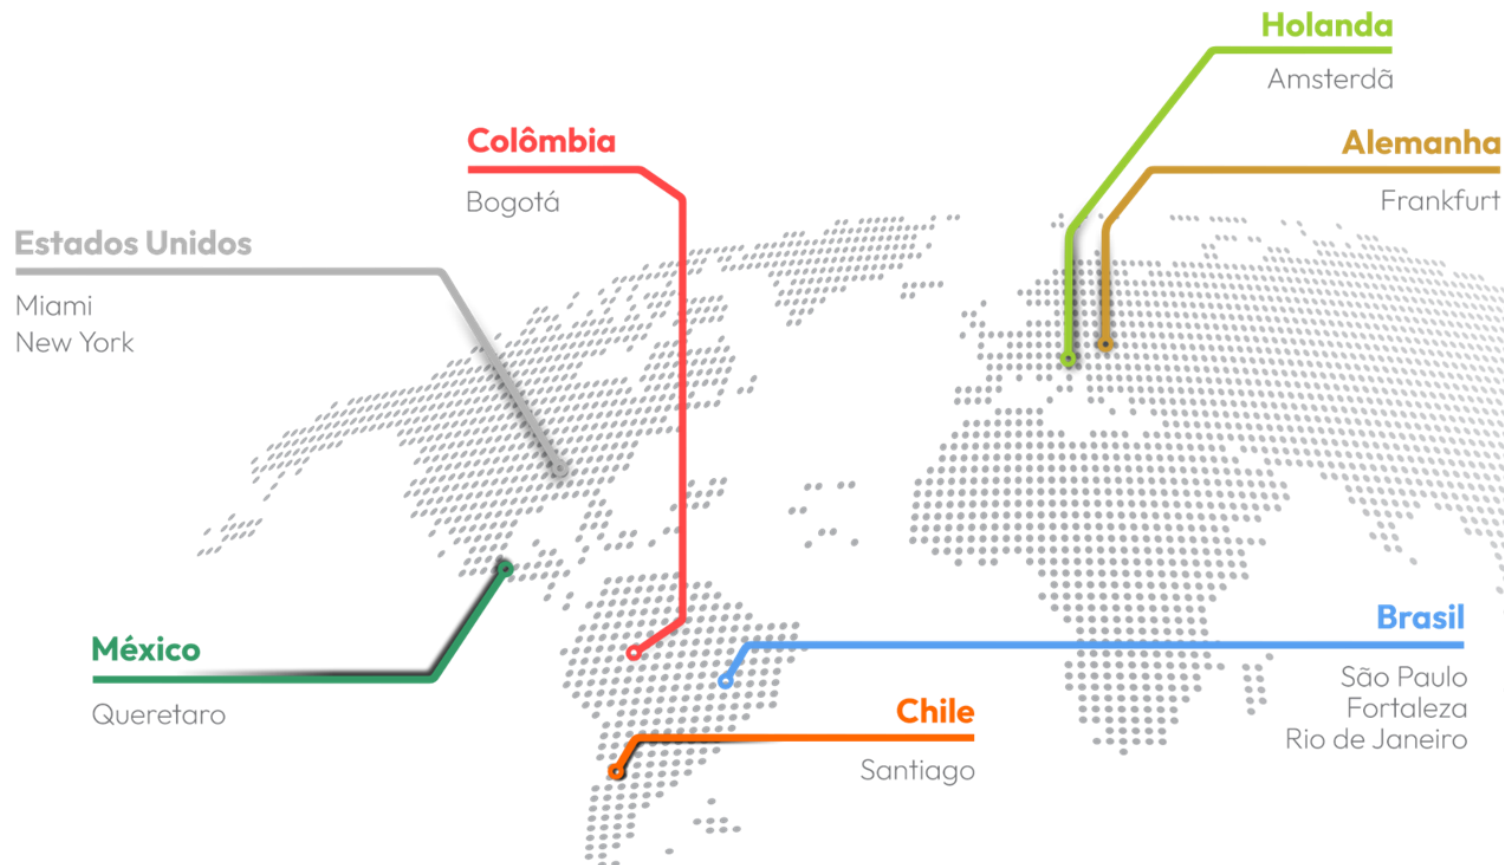 Holanda
Amsterdã
Colômbia
Bogotá
Alemanha
Frankfurt
Estados Unidos
Miami
New York
México
Queretaro
Brasil
São Paulo
Fortaleza
Rio de Janeiro
Chile
Santiago